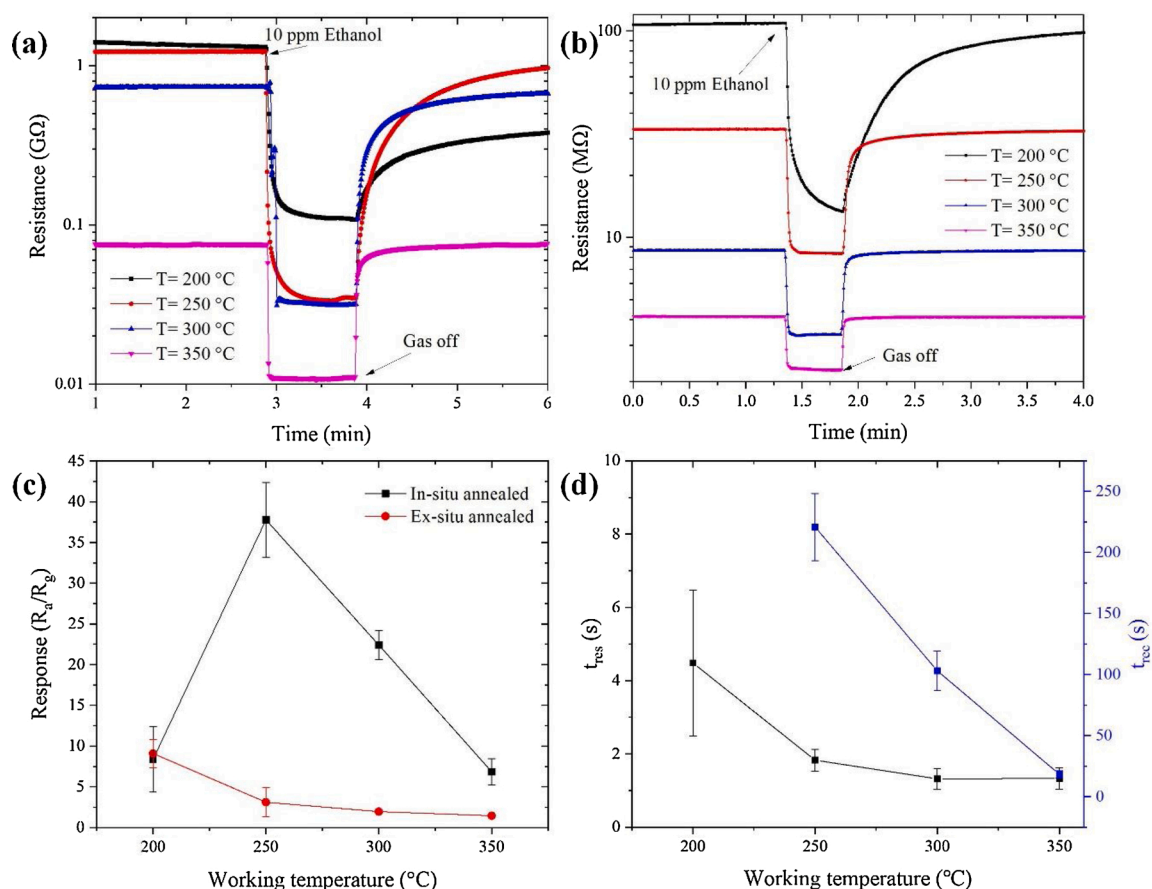 (a)
10 ppm Ethanol
1
0.1
0.01
Resistance (GΩ)
T= 200 °C
T= 250 °C
T= 300 °C
T= 350 °C
Gas off
1
2
3
4
5
6
Time (min)
(b)
100
10
Resistance (MΩ)
10 ppm Ethanol
T= 200 °C
T= 250 °C
T= 300 °C
T= 350 °C
Gas off
0.0
0.5
1.0
1.5
2.0
2.5
3.0
3.5
4.0
Time (min)
(c)
45
40
35
30
25
20
15
10
5
0
Response (Ra/Rg)
In-situ annealed
Ex-situ annealed
200
250
300
350
Working temperature (°C)
(d)
10
8
6
4
2
0
tres (s)
250
200
150
100
50
0
trec (s)
200
250
300
350
Working temperature (°C)